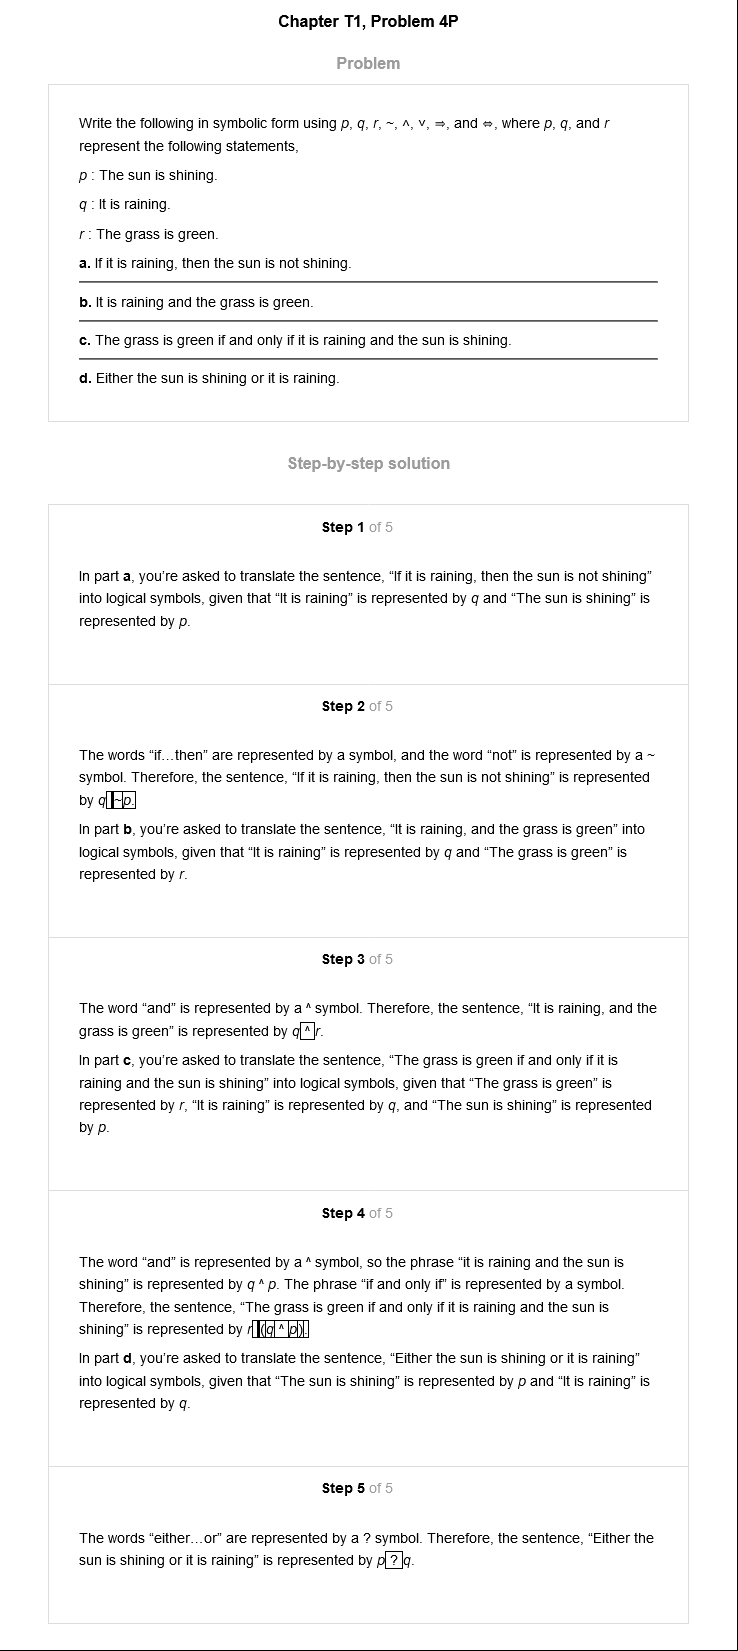 Chapter T1, Problem 4P
Problem
Write the following in symbolic form using p, q, r, ~, ˄, ˅, ⇒, and ⇔, where p, q, and r
represent the following statements,
p : The sun is shining.
q : It is raining.
r : The grass is green.
a. If it is raining, then the sun is not shining.
b. It is raining and the grass is green.
c. The grass is green if and only if it is raining and the sun is shining.
d. Either the sun is shining or it is raining.
Step-by-step solution
Step 1 of 5
In part a, you’re asked to translate the sentence, “If it is raining, then the sun is not shining”
into logical symbols, given that “It is raining” is represented by q and “The sun is shining” is
represented by p.
Step 2 of 5
The words “if…then” are represented by a symbol, and the word “not” is represented by a ~
symbol. Therefore, the sentence, “If it is raining, then the sun is not shining” is represented
by q ~p.
In part b, you’re asked to translate the sentence, “It is raining, and the grass is green” into
logical symbols, given that “It is raining” is represented by q and “The grass is green” is
represented by r.
Step 3 of 5
The word “and” is represented by a ˄ symbol. Therefore, the sentence, “It is raining, and the
grass is green” is represented by q ˄ r.
In part c, you’re asked to translate the sentence, “The grass is green if and only if it is
raining and the sun is shining” into logical symbols, given that “The grass is green” is
represented by r, “It is raining” is represented by q, and “The sun is shining” is represented
by p.
Step 4 of 5
The word “and” is represented by a ˄ symbol, so the phrase “it is raining and the sun is
shining” is represented by q ˄ p. The phrase “if and only if” is represented by a symbol.
Therefore, the sentence, “The grass is green if and only if it is raining and the sun is
shining” is represented by r (q ˄ p).
In part d, you’re asked to translate the sentence, “Either the sun is shining or it is raining”
into logical symbols, given that “The sun is shining” is represented by p and “It is raining” is
represented by q.
Step 5 of 5
The words “either…or” are represented by a ? symbol. Therefore, the sentence, “Either the
sun is shining or it is raining” is represented by p ? q.